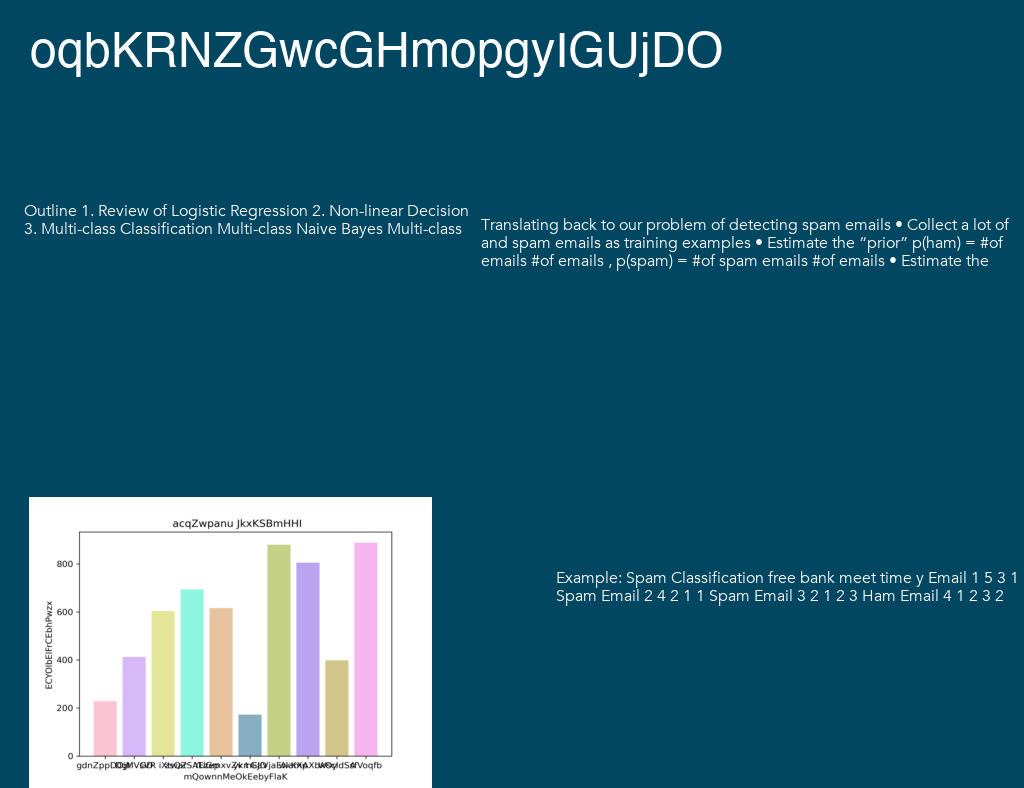 oqbKRNZGwcGHmopgyIGUjDO
Outline 1. Review of Logistic Regression 2. Non-linear Decision
3. Multi-class Classification Multi-class Naive Bayes Multi-class
Translating back to our problem of detecting spam emails • Collect a lot of
and spam emails as training examples • Estimate the “prior” p(ham) = #of
emails #of emails , p(spam) = #of spam emails #of emails • Estimate the
Example: Spam Classification free bank meet time y Email 1 5 3 1
Spam Email 2 4 2 1 1 Spam Email 3 2 1 2 3 Ham Email 4 1 2 3 2
acqZwpanu JkxKSBmHHI
ECYOlbElFrCEbhPwzx
800
600
400
200
0
mQownnMeOkEebyFlaK